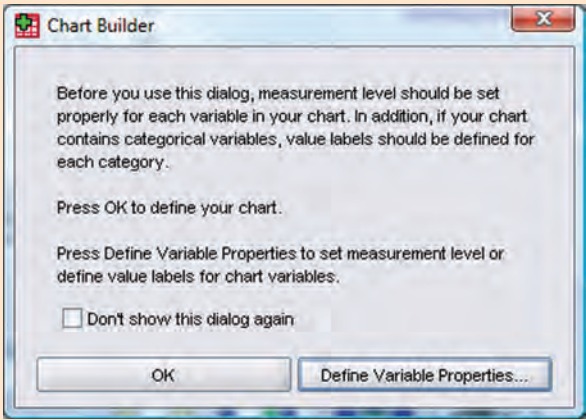 Chart Builder
Before you use this dialog, measurement level should be set
properly for each variable in your chart. In addition, if your chart
contains categorical variables, value labels should be defined for
each category.
Press OK to define your chart.
Press Define Variable Properties to set measurement level or
define value labels for chart variables.
Don't show this dialog again
OK
Define Variable Properties...